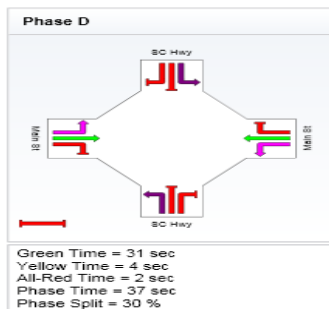 Phase D
SC Hwy
Main St
Main St
SC Hwy
Green Time = 31 sec
Yellow Time = 4 sec
All-Red Time = 2 sec
Phase Time = 37 sec
Phase Split = 30 %